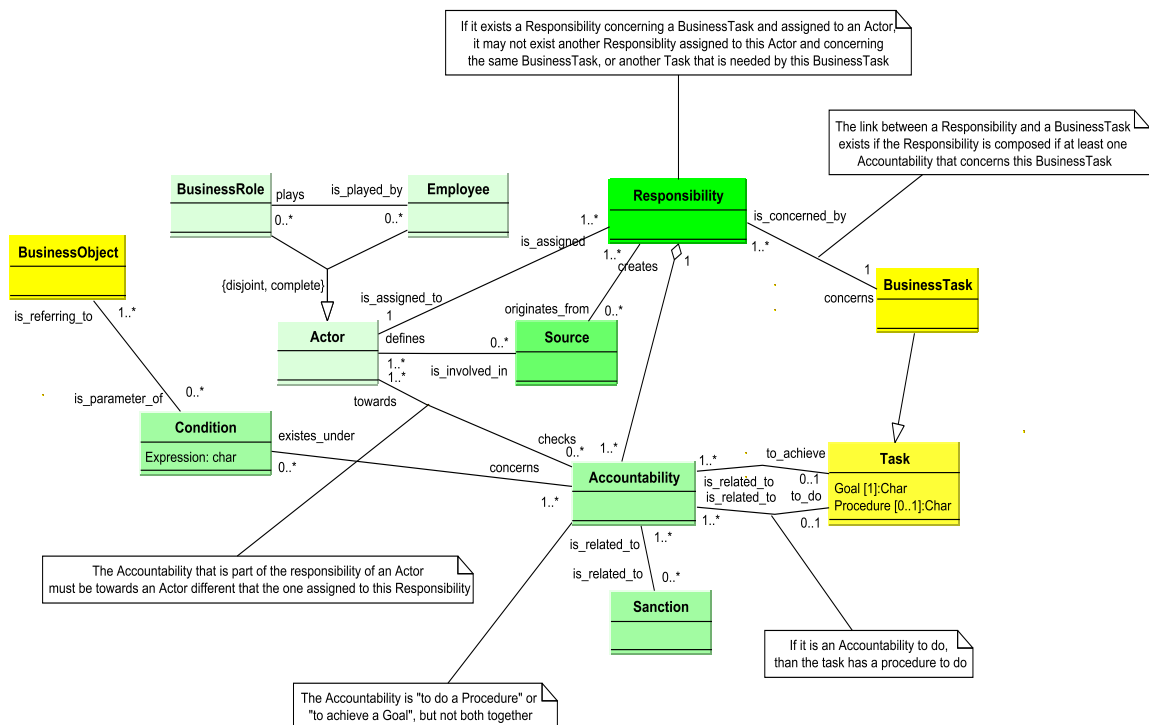 If it exists a Responsibility concerning a BusinessTask and assigned to an Actor,
it may not exist another Responsiblity assigned to this Actor and concerning
the same BusinessTask, or another Task that is needed by this BusinessTask
The link between a Responsibility and a BusinessTask
exists if the Responsibility is composed if at least one
Accountability that concerns this BusinessTask
BusinessRole
plays
0..*
is_played_by
0..*
Employee
Responsibility
is_concerned_by
1..*
1..*
is_assigned
1..*
creates
1
BusinessObject
{disjoint, complete}
is_referring_to
1..*
is_assigned_to
1
originates_from
0..*
1
concerns
BusinessTask
Actor
defines
0..*
1..*
is_involved_in
Source
1..*
towards
is_parameter_of
0..*
Condition
Expression: char
existes_under
0..*
concerns
1..*
checks
0..*
1..*
Accountability
1..*
to_achieve
0..1
is_related_to
is_related_to
to_do
1..*
0..1
Task
Goal [1]:Char
Procedure [0..1]:Char
is_related_to
1..*
is_related_to
0..*
Sanction
The Accountability that is part of the responsibility of an Actor
must be towards an Actor different that the one assigned to this Responsibility
If it is an Accountability to do,
than the task has a procedure to do
The Accountability is "to do a Procedure" or
"to achieve a Goal", but not both together